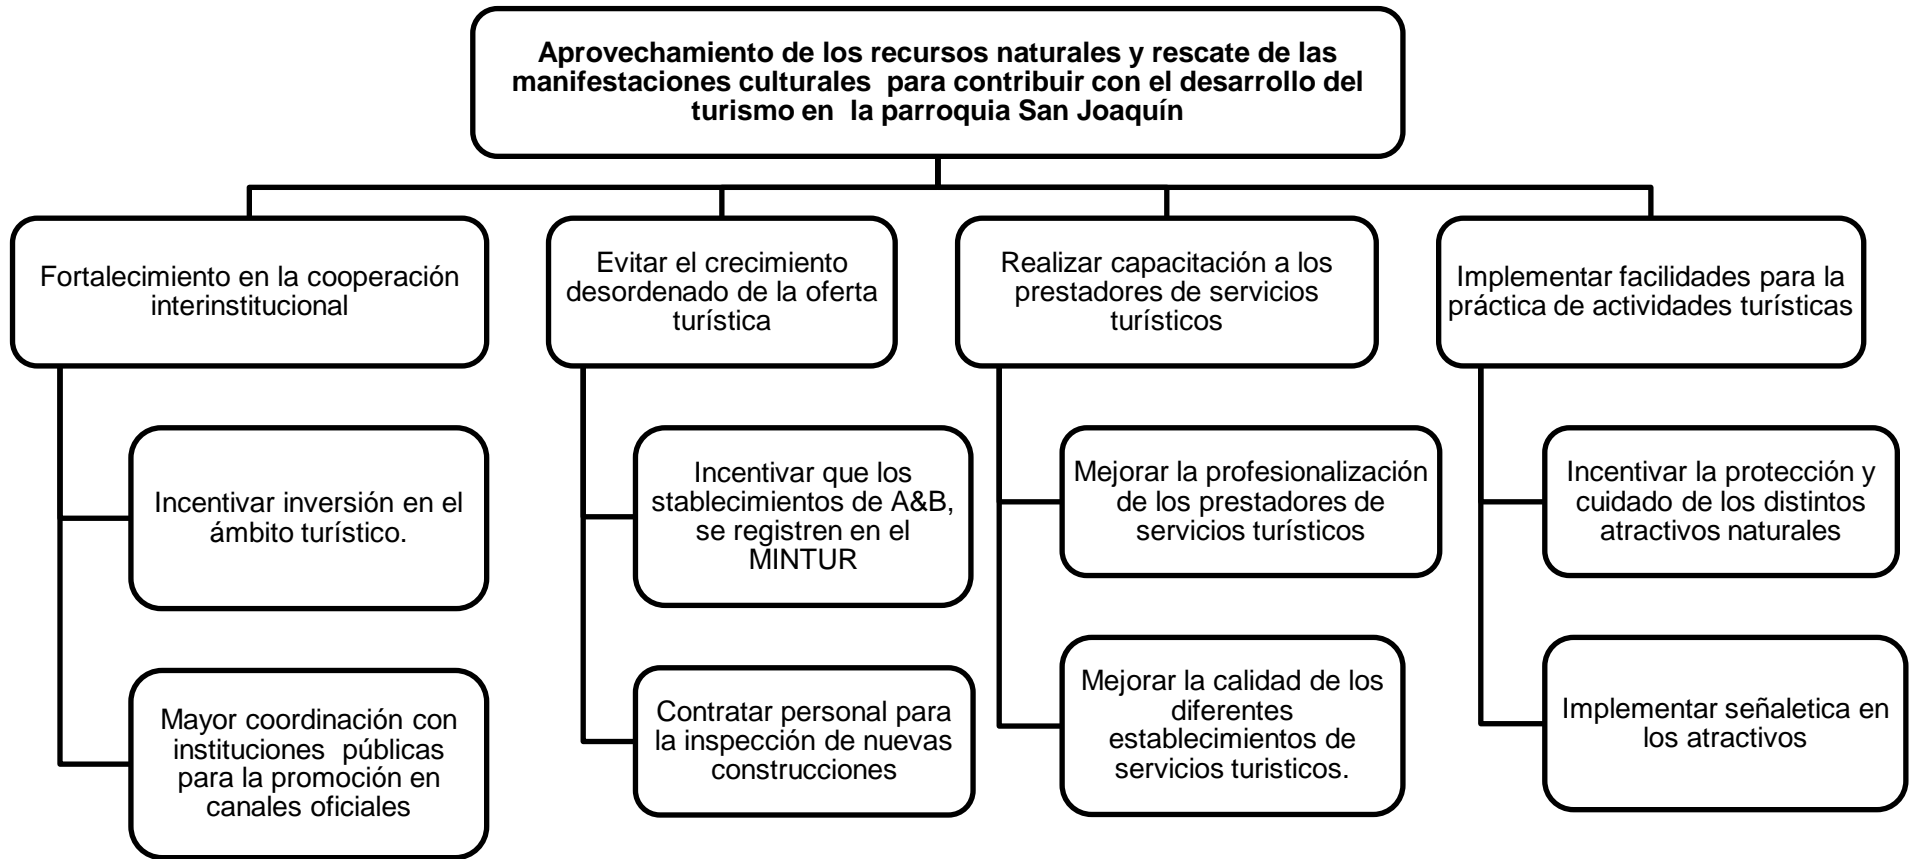 Aprovechamiento de los recursos naturales y rescate de las
manifestaciones culturales para contribuir con el desarrollo del
turismo en la parroquia San Joaquín
Fortalecimiento en la cooperación
interinstitucional
Incentivar inversión en el
ámbito turístico.
Mayor coordinación con
instituciones públicas
para la promoción en
canales oficiales
Evitar el crecimiento
desordenado de la oferta
turística
Incentivar que los
stablecimientos de A&B,
se registren en el
MINTUR
Contratar personal para
la inspección de nuevas
construcciones
Realizar capacitación a los
prestadores de servicios
turísticos
Mejorar la profesionalización
de los prestadores de
servicios turísticos
Mejorar la calidad de los
diferentes
establecimientos de
servicios turisticos.
Implementar facilidades para la
práctica de actividades turísticas
Incentivar la protección y
cuidado de los distintos
atractivos naturales
Implementar señaletica en
los atractivos